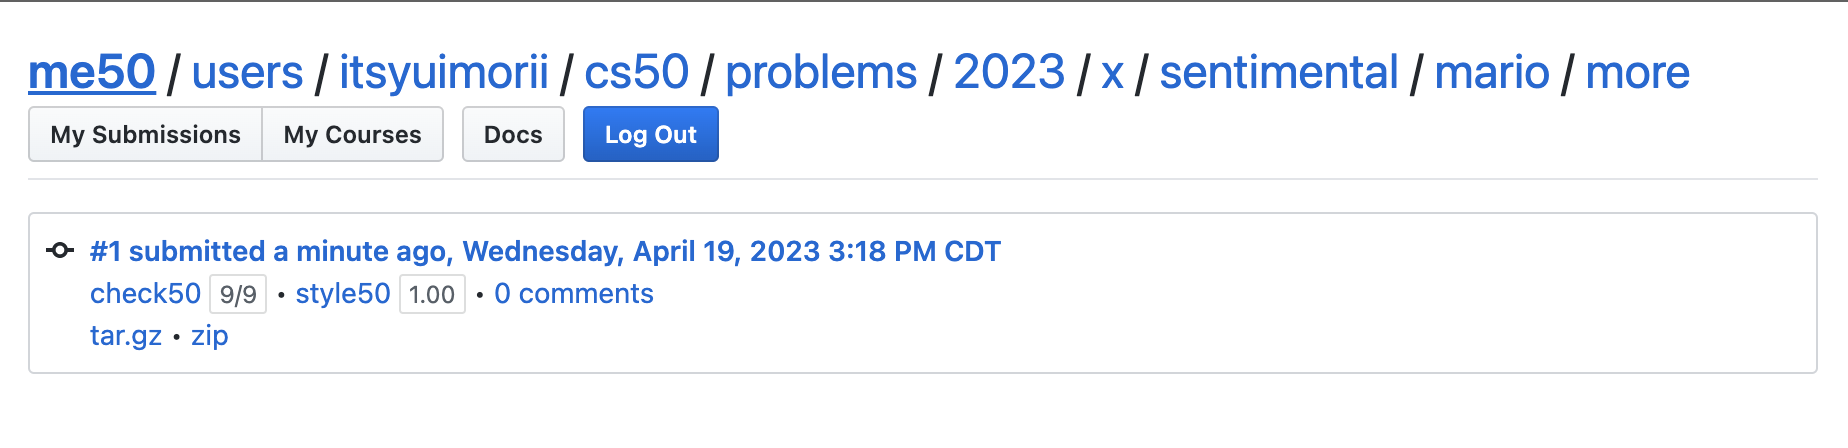 me50 / users / itsyuimorii / cs50 / problems / 2023 / x / sentimental / mario / more
My Submissions My Courses Docs Log Out
#1 submitted a minute ago, Wednesday, April 19, 2023 3:18 PM CDT
check50 9/9 • style50 1.00 • 0 comments
tar.gz • zip